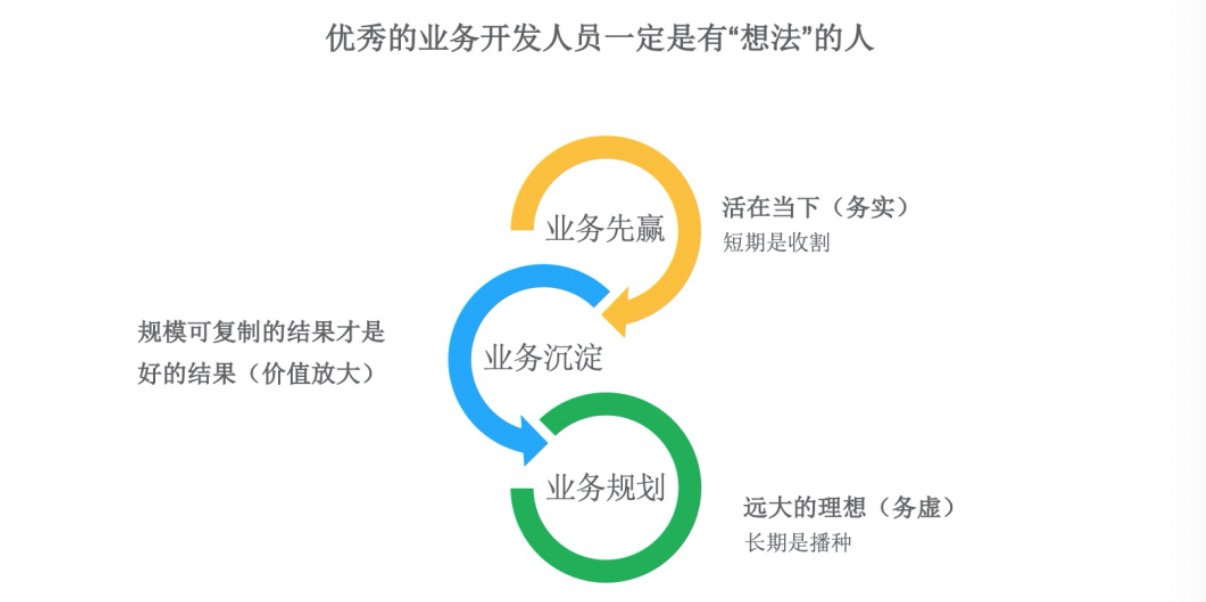 优秀的业务开发人员一定是有“想法”的人
业务先赢
活在当下（务实）
短期是收割
规模可复制的结果才是
好的结果（价值放大）
业务沉淀
业务规划
远大的理想（务虚）
长期是播种